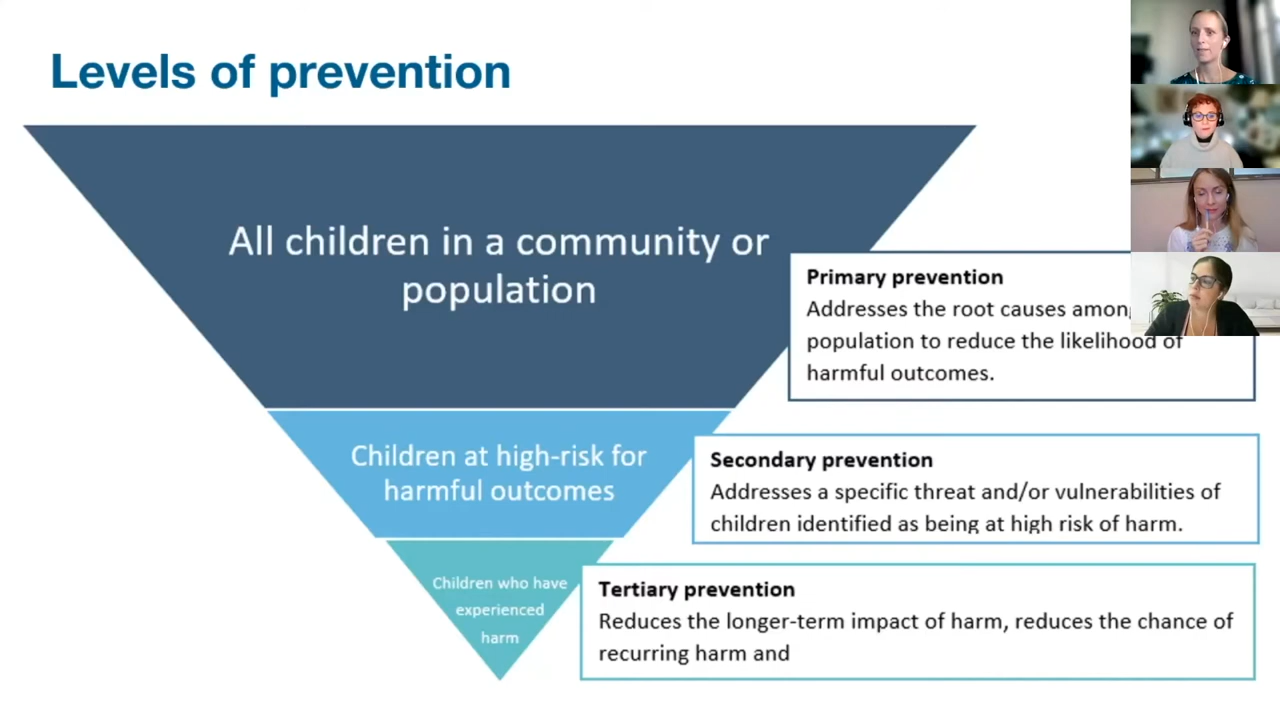 Levels of prevention
All children in a community or
population
Primary prevention
Addresses the root causes among
population to reduce the likelihood of
harmful outcomes.
Children at high-risk for
harmful outcomes
Secondary prevention
Addresses a specific threat and/or vulnerabilities of
children identified as being at high risk of harm.
Children who have
experienced
harm
Tertiary prevention
Reduces the longer-term impact of harm, reduces the chance of
recurring harm and